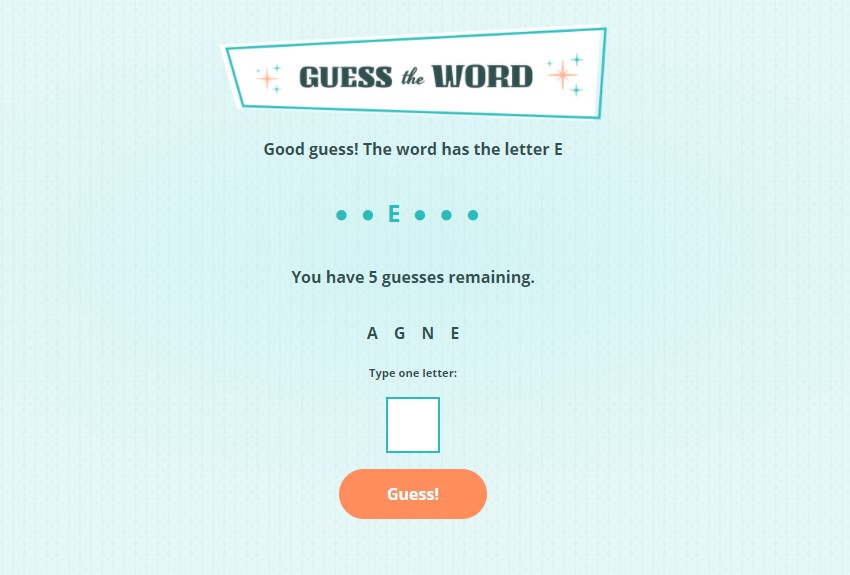 GUESS the WORD
Good guess! The word has the letter E
● ● E ● ● ●
You have 5 guesses remaining.
A G N E
Type one letter:
Guess!